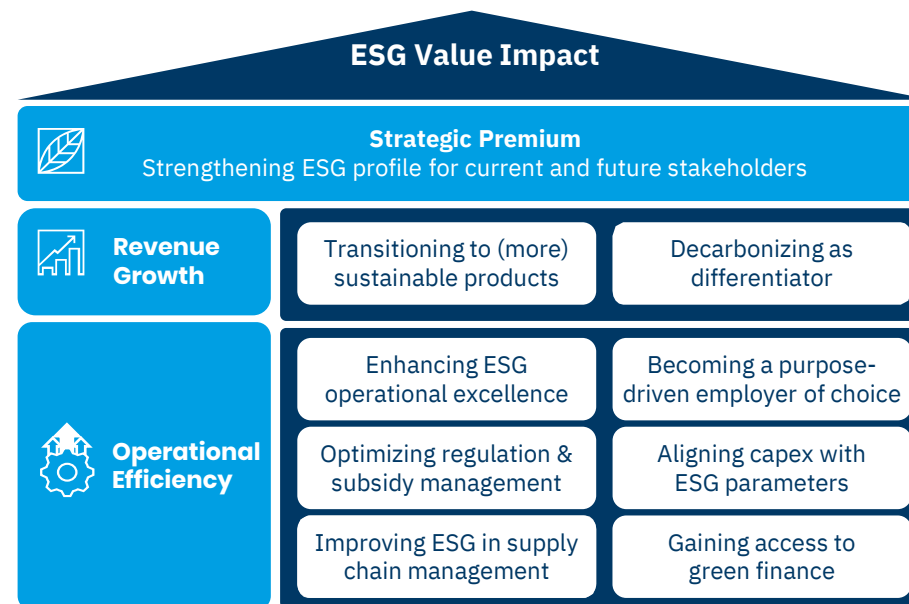 ESG Value Impact
Strategic Premium
Strengthening ESG profile for current and future stakeholders
Revenue
Growth
Transitioning to (more)
sustainable products
Decarbonizing as
differentiator
Operational
Efficiency
Enhancing ESG
operational excellence
Becoming a purpose-
driven employer of choice
Optimizing regulation &
subsidy management
Aligning capex with
ESG parameters
Improving ESG in supply
chain management
Gaining access to
green finance